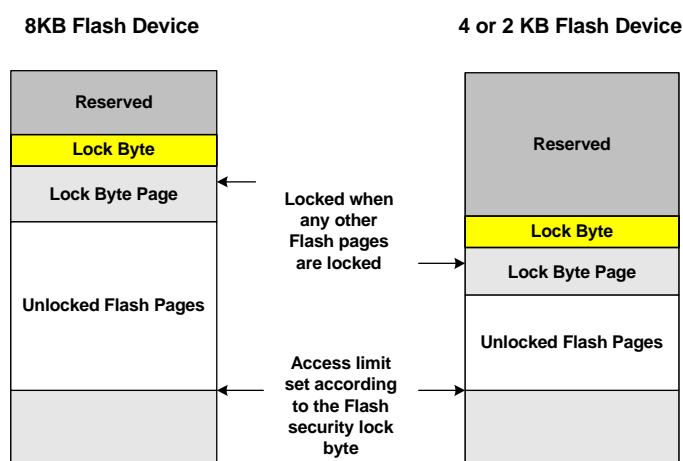 8KB Flash Device
4 or 2 KB Flash Device
Reserved
Lock Byte
Lock Byte Page
Unlocked Flash Pages
Locked when
any other
Flash pages
are locked
Access limit
set according
to the Flash
security lock
byte
Reserved
Lock Byte
Lock Byte Page
Unlocked Flash Pages